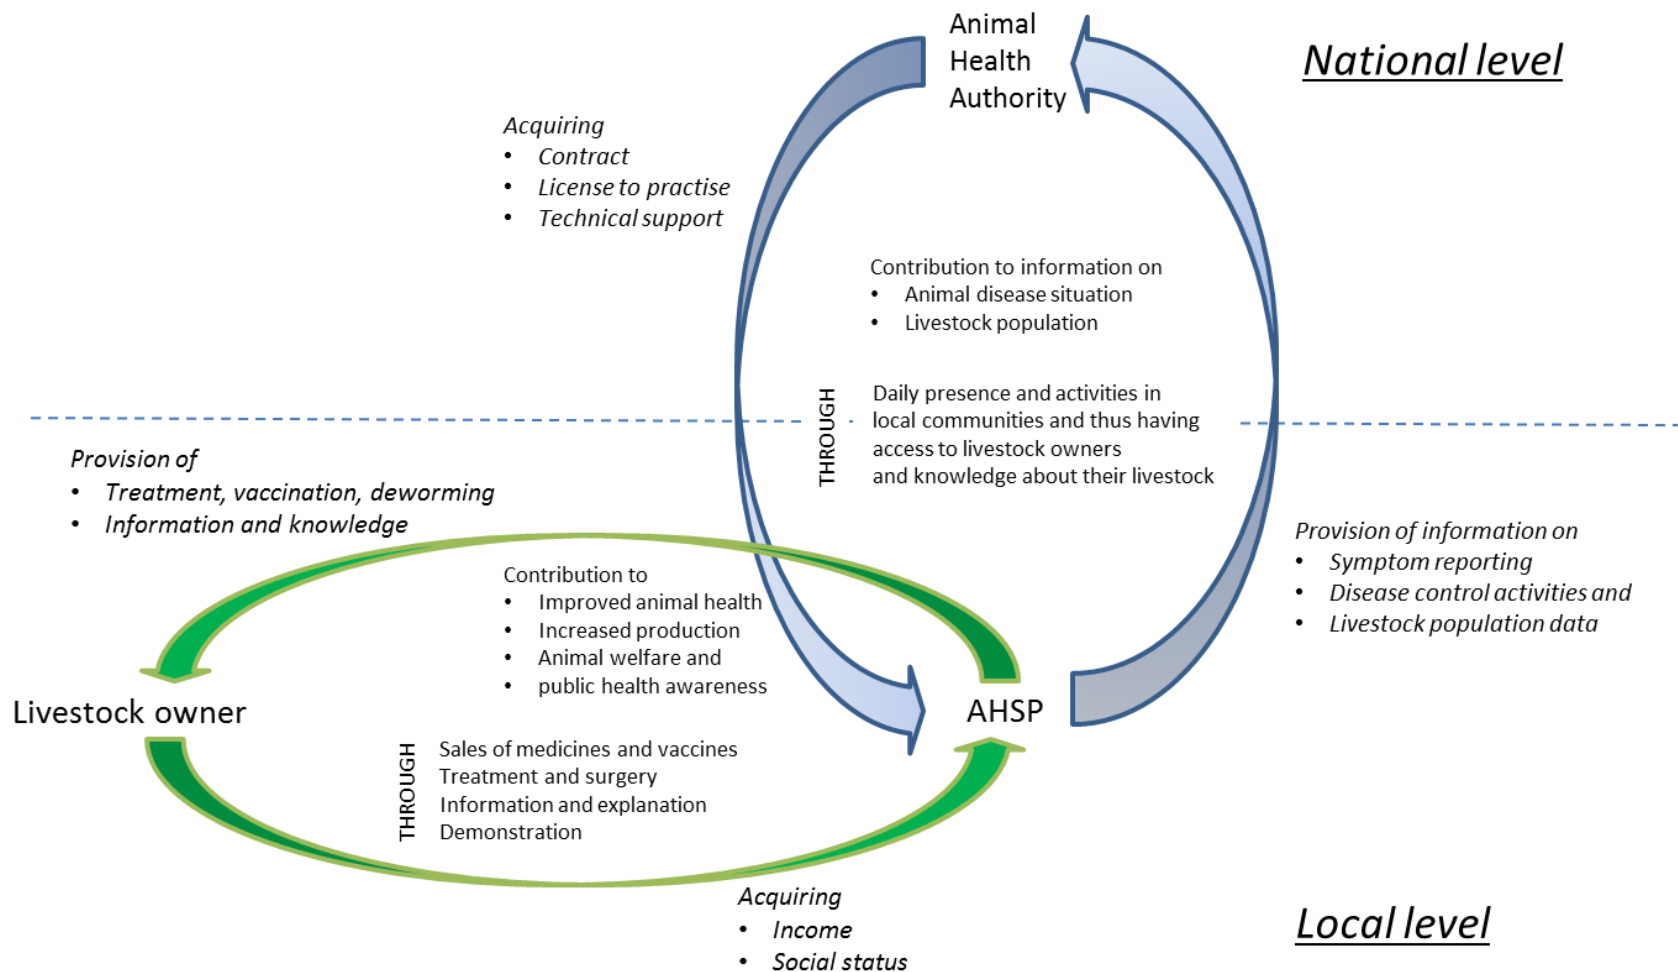 Animal
Health
Authority
National level
Acquiring
• Contract
• License to practise
• Technical support
Contribution to information on
• Animal disease situation
• Livestock population
THROUGH
Daily presence and activities in
local communities and thus having
access to livestock owners
and knowledge about their livestock
Provision of
• Treatment, vaccination, deworming
• Information and knowledge
Provision of information on
• Symptom reporting
• Disease control activities and
• Livestock population data
Contribution to
• Improved animal health
• Increased production
• Animal welfare and
• public health awareness
Livestock owner
AHSP
THROUGH
Sales of medicines and vaccines
Treatment and surgery
Information and explanation
Demonstration
Acquiring
• Income
• Social status
Local level